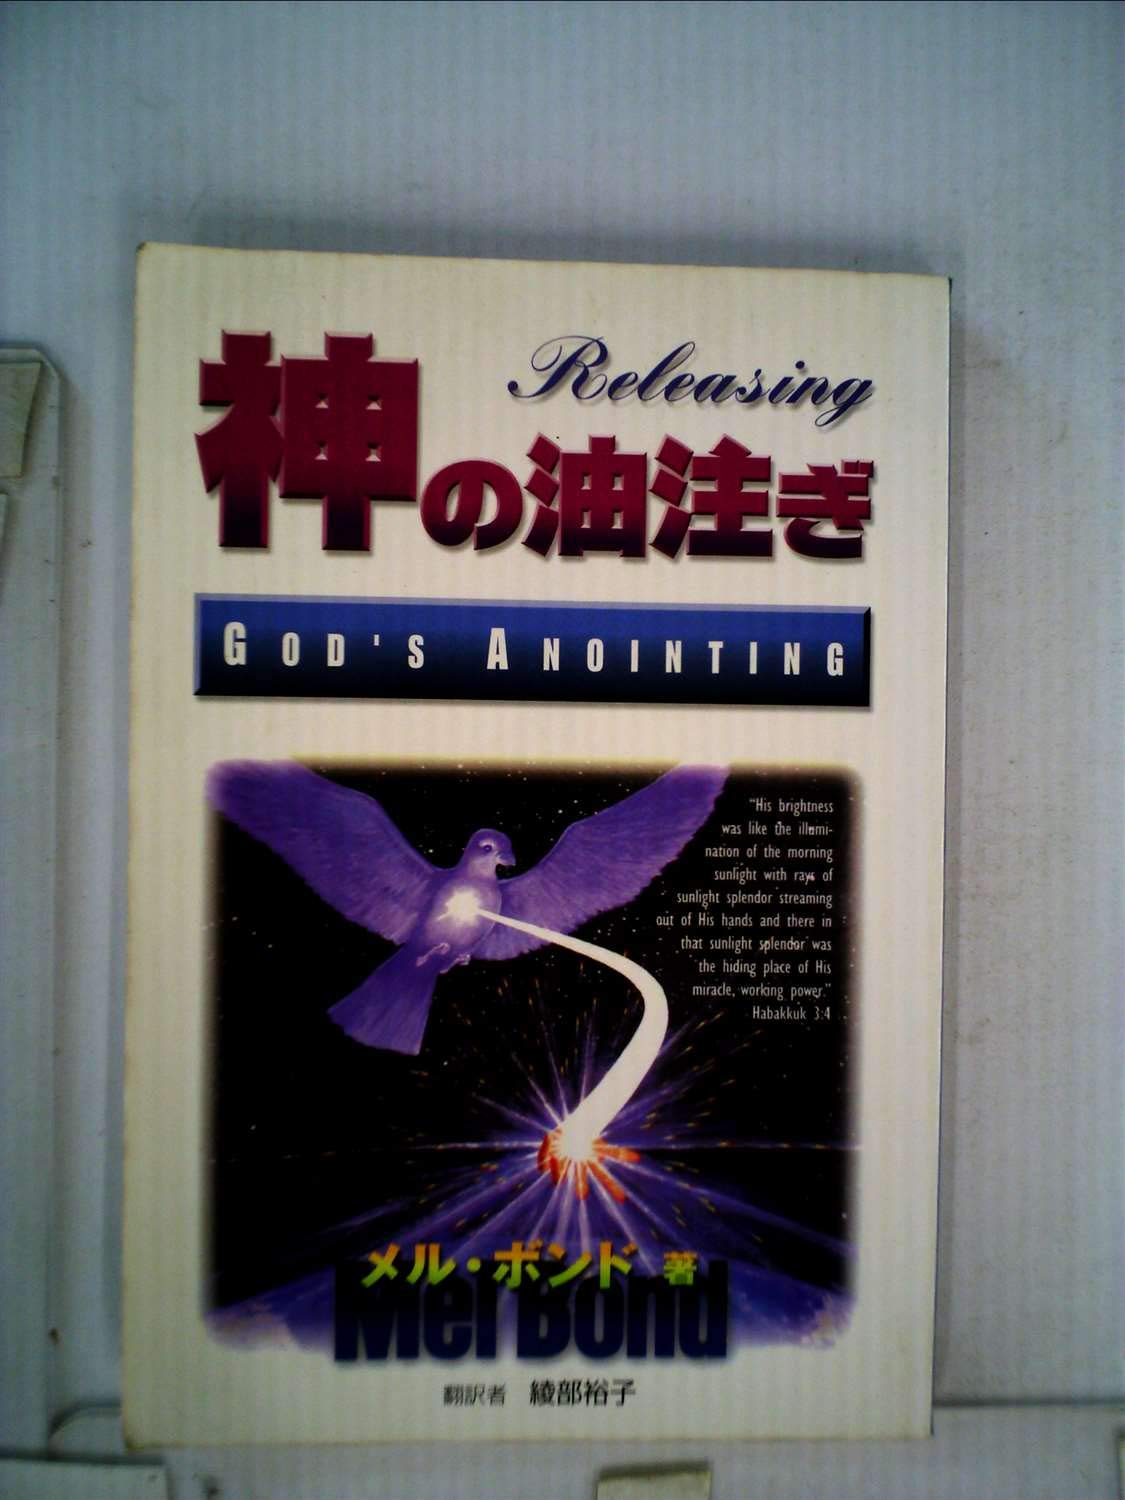 Releasing
神の油注ぎ
GOD'S ANOINTING
"His brightness
was like the illumi-
nation of the morning
sunlight with rays of
sunlight splendor streaming
out of His hands and there in
that sunlight splendor was
the hiding place of His
miracle, working power."
Habakkuk 3:4
メル・ボンド 著
Mel Bond
翻訳者 綾部裕子